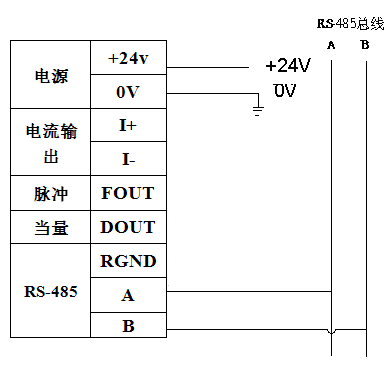 RS-485总线
A B
电源
+24v
+24V
0V
0V
电流输
出
I+
I-
脉冲
FOUT
当量
DOUT
RS-485
RGND
A
B